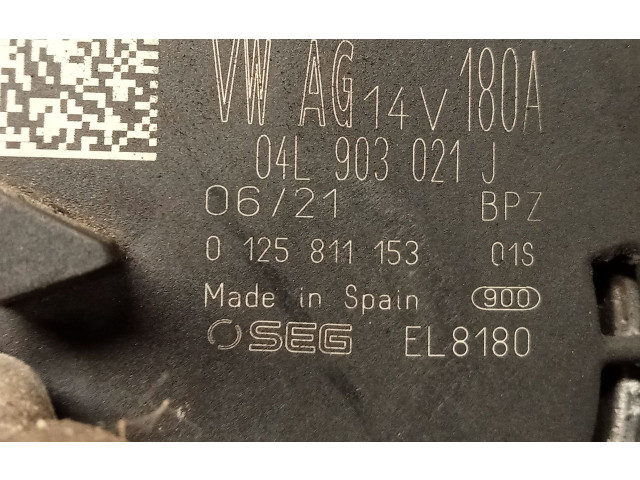 VW AG 14V 180A
04L 903 021 J
06/21 BPZ
0 125 811 153 01S
Made in Spain 900
SEG EL8180